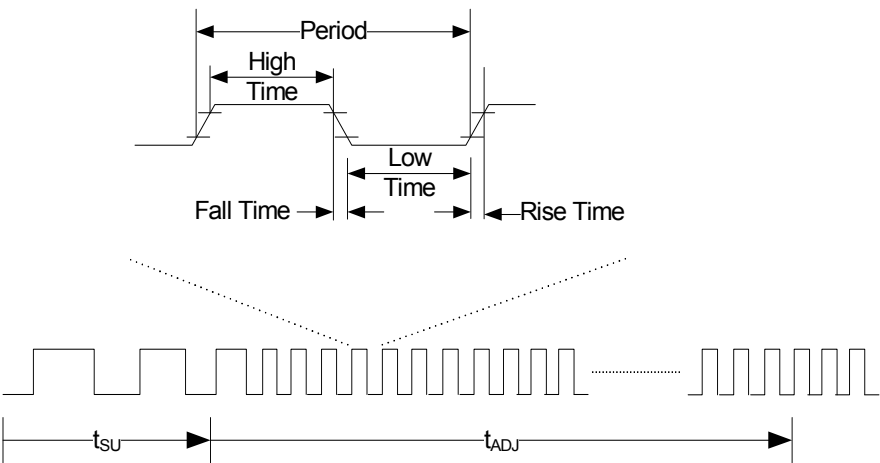 Period
High
Time
Low
Time
Fall Time
Rise Time
tSU
tADJ